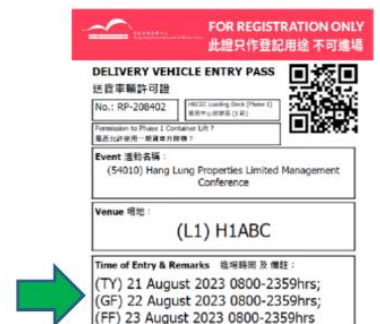 FOR REGISTRATION ONLY
此證只作登記用途 不可進場
DELIVERY VEHICLE ENTRY PASS
送貨車輛許可證
No.: RP-208402
HKCEC Loading Dock (Phase 1)
Permission to Phase 1 Container Lift ?
Event 活動名稱 :
(54010) Hang Lung Properties Limited Management
Conference
Venue 場地 :
(L1) H1ABC
Time of Entry & Remarks 進場時間 及 備註 :
(TY) 21 August 2023 0800-2359hrs;
(GF) 22 August 2023 0800-2359hrs;
(FF) 23 August 2023 0800-2359hrs